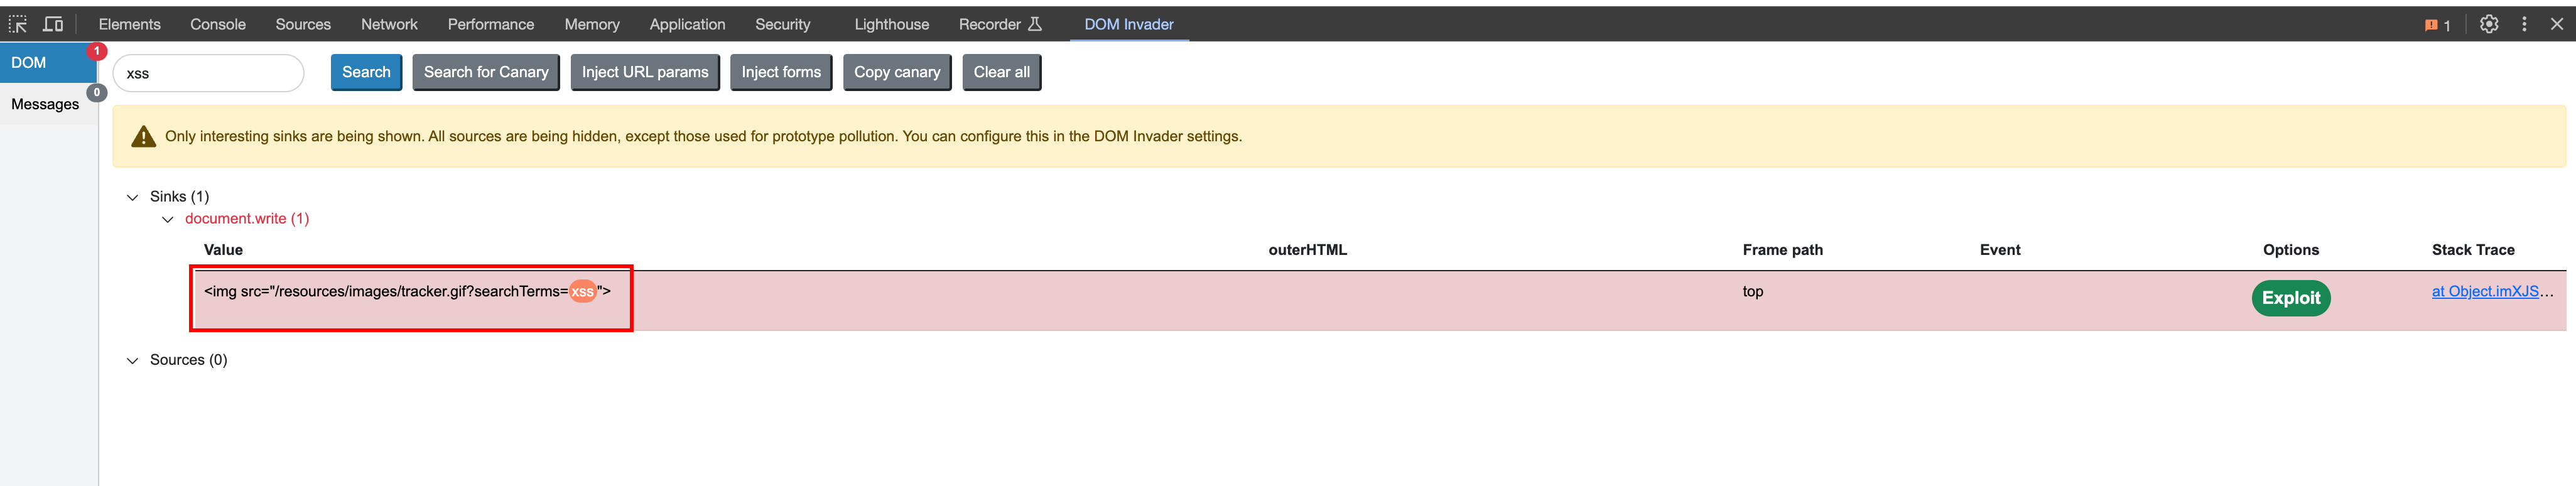 Elements Console Sources Network Performance Memory Application Security Lighthouse Recorder DOM Invader 1
DOM 1
Messages 0
xss Search Search for Canary Inject URL params Inject forms Copy canary Clear all
Only interesting sinks are being shown. All sources are being hidden, except those used for prototype pollution. You can configure this in the DOM Invader settings.
Sinks (1)
document.write (1)
Value outerHTML Frame path Event Options Stack Trace
<img src="/resources/images/tracker.gif?searchTerms=xss"> top Exploit at Object.imXJS...
Sources (0)